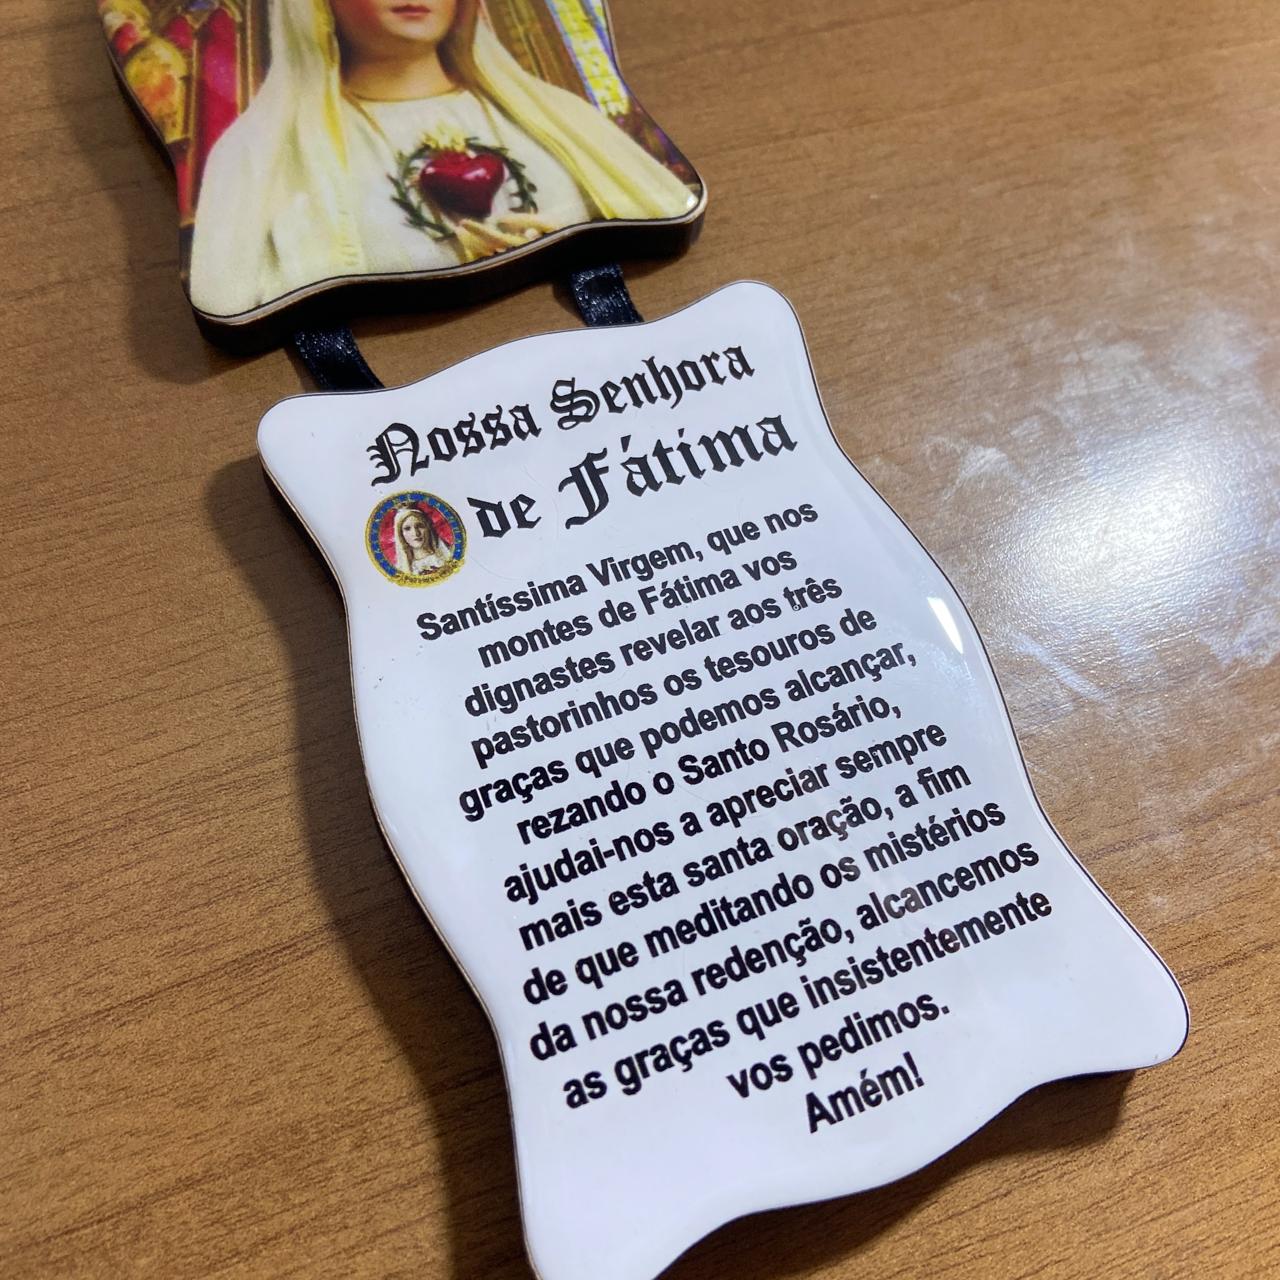 Nossa Senhora
de Fátima
Santíssima Virgem, que nos
montes de Fátima vos
dignastes revelar aos três
pastorinhos os tesouros de
graças que podemos alcançar,
rezando o Santo Rosário,
ajudai-nos a apreciar sempre
mais esta santa oração, a fim
de que meditando os mistérios
da nossa redenção, alcancemos
as graças que insistentemente
vos pedimos.
Amém!